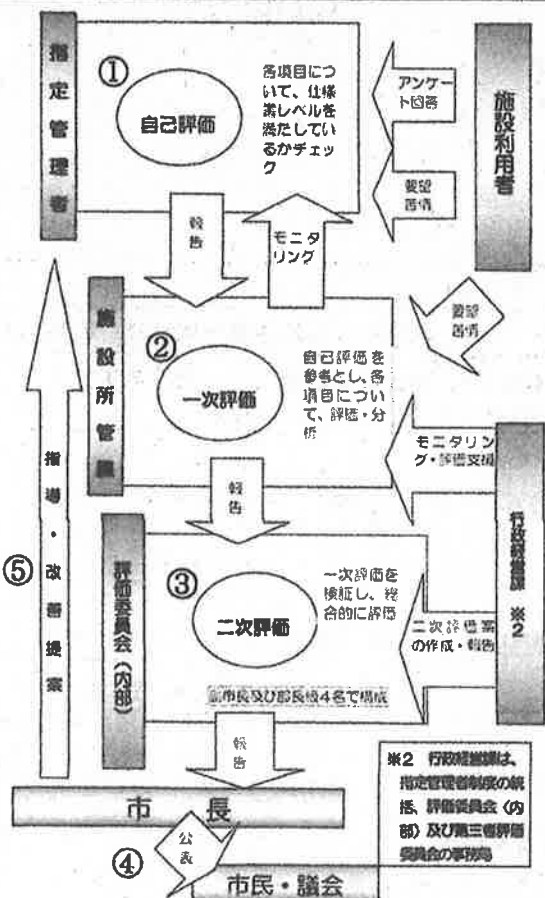 指定管理者
①
自己評価
各項目につ
いて、仕様
書レベルを
満たしてい
るかチェッ
ク
アンケー
ト回答
要望
苦情
施設利用者
報告
モニタ
リング
要望
苦情
施設所管課
②
一次評価
自己評価を
参考とし、各
項目につい
て、評価・分
析
モニタリン
グ・評価支援
報告
行政経営課 ※2
⑤
指導・改善提案
評価委員会(内部)
③
二次評価
一次評価を
検証し、総
合的に評価
二次評価案
の作成・報告
副市長及び部長級4名で構成
報告
市 長
※2 行政経営課は、
指定管理者制度の統
括、評価委員会(内
部)及び第三者評価
委員会の事務局
④
公表
市民・議会